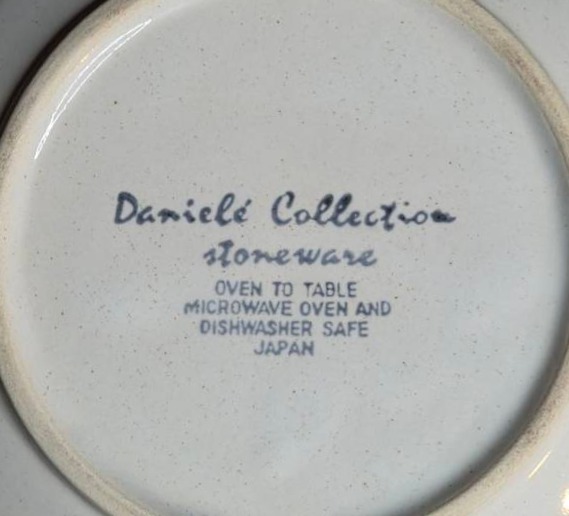 Danielé Collection
stoneware
OVEN TO TABLE
MICROWAVE OVEN AND
DISHWASHER SAFE
JAPAN